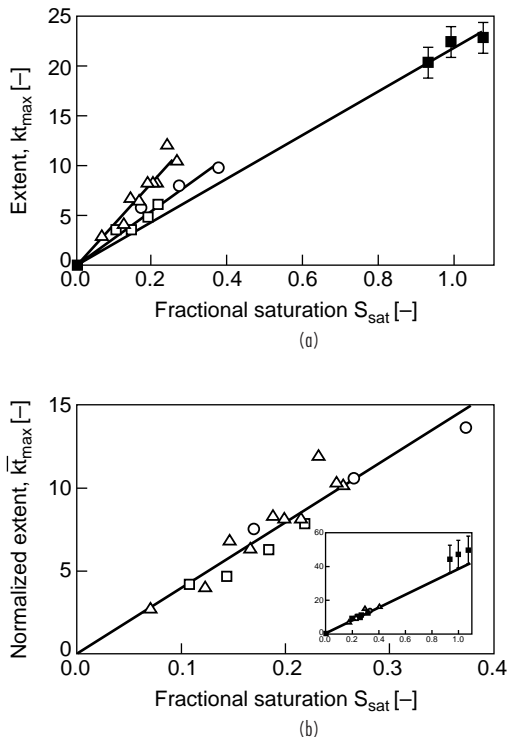 Extent, kt_max [–]
25
20
15
10
5
0
0.0 0.2 0.4 0.6 0.8 1.0
Fractional saturation S_sat [–]
(a)
Normalized extent, k̅t̅_max [–]
15
10
5
0
60
40
20
0
0.0 0.2 0.4 0.6 0.8 1.0
0.0 0.1 0.2 0.3 0.4
Fractional saturation S_sat [–]
(b)